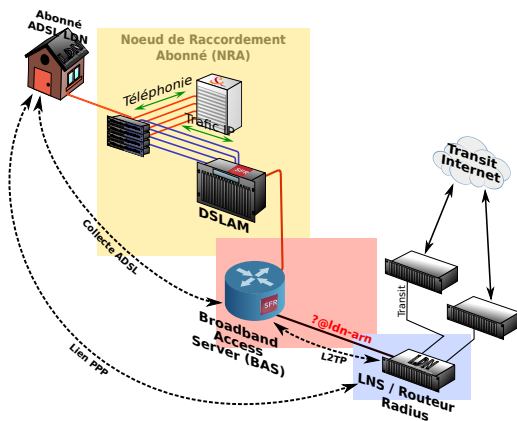 Abonné
ADSL LDN
LDN
Noeud de Raccordement
Abonné (NRA)
Téléphonie
Trafic IP
SFR
DSLAM
Transit
Internet
Collecte ADSL
SFR
Broadband
Access
Server (BAS)
?@ldn-arn
L2TP
Transit
LDN
LNS / Routeur
Radius
Lien PPP